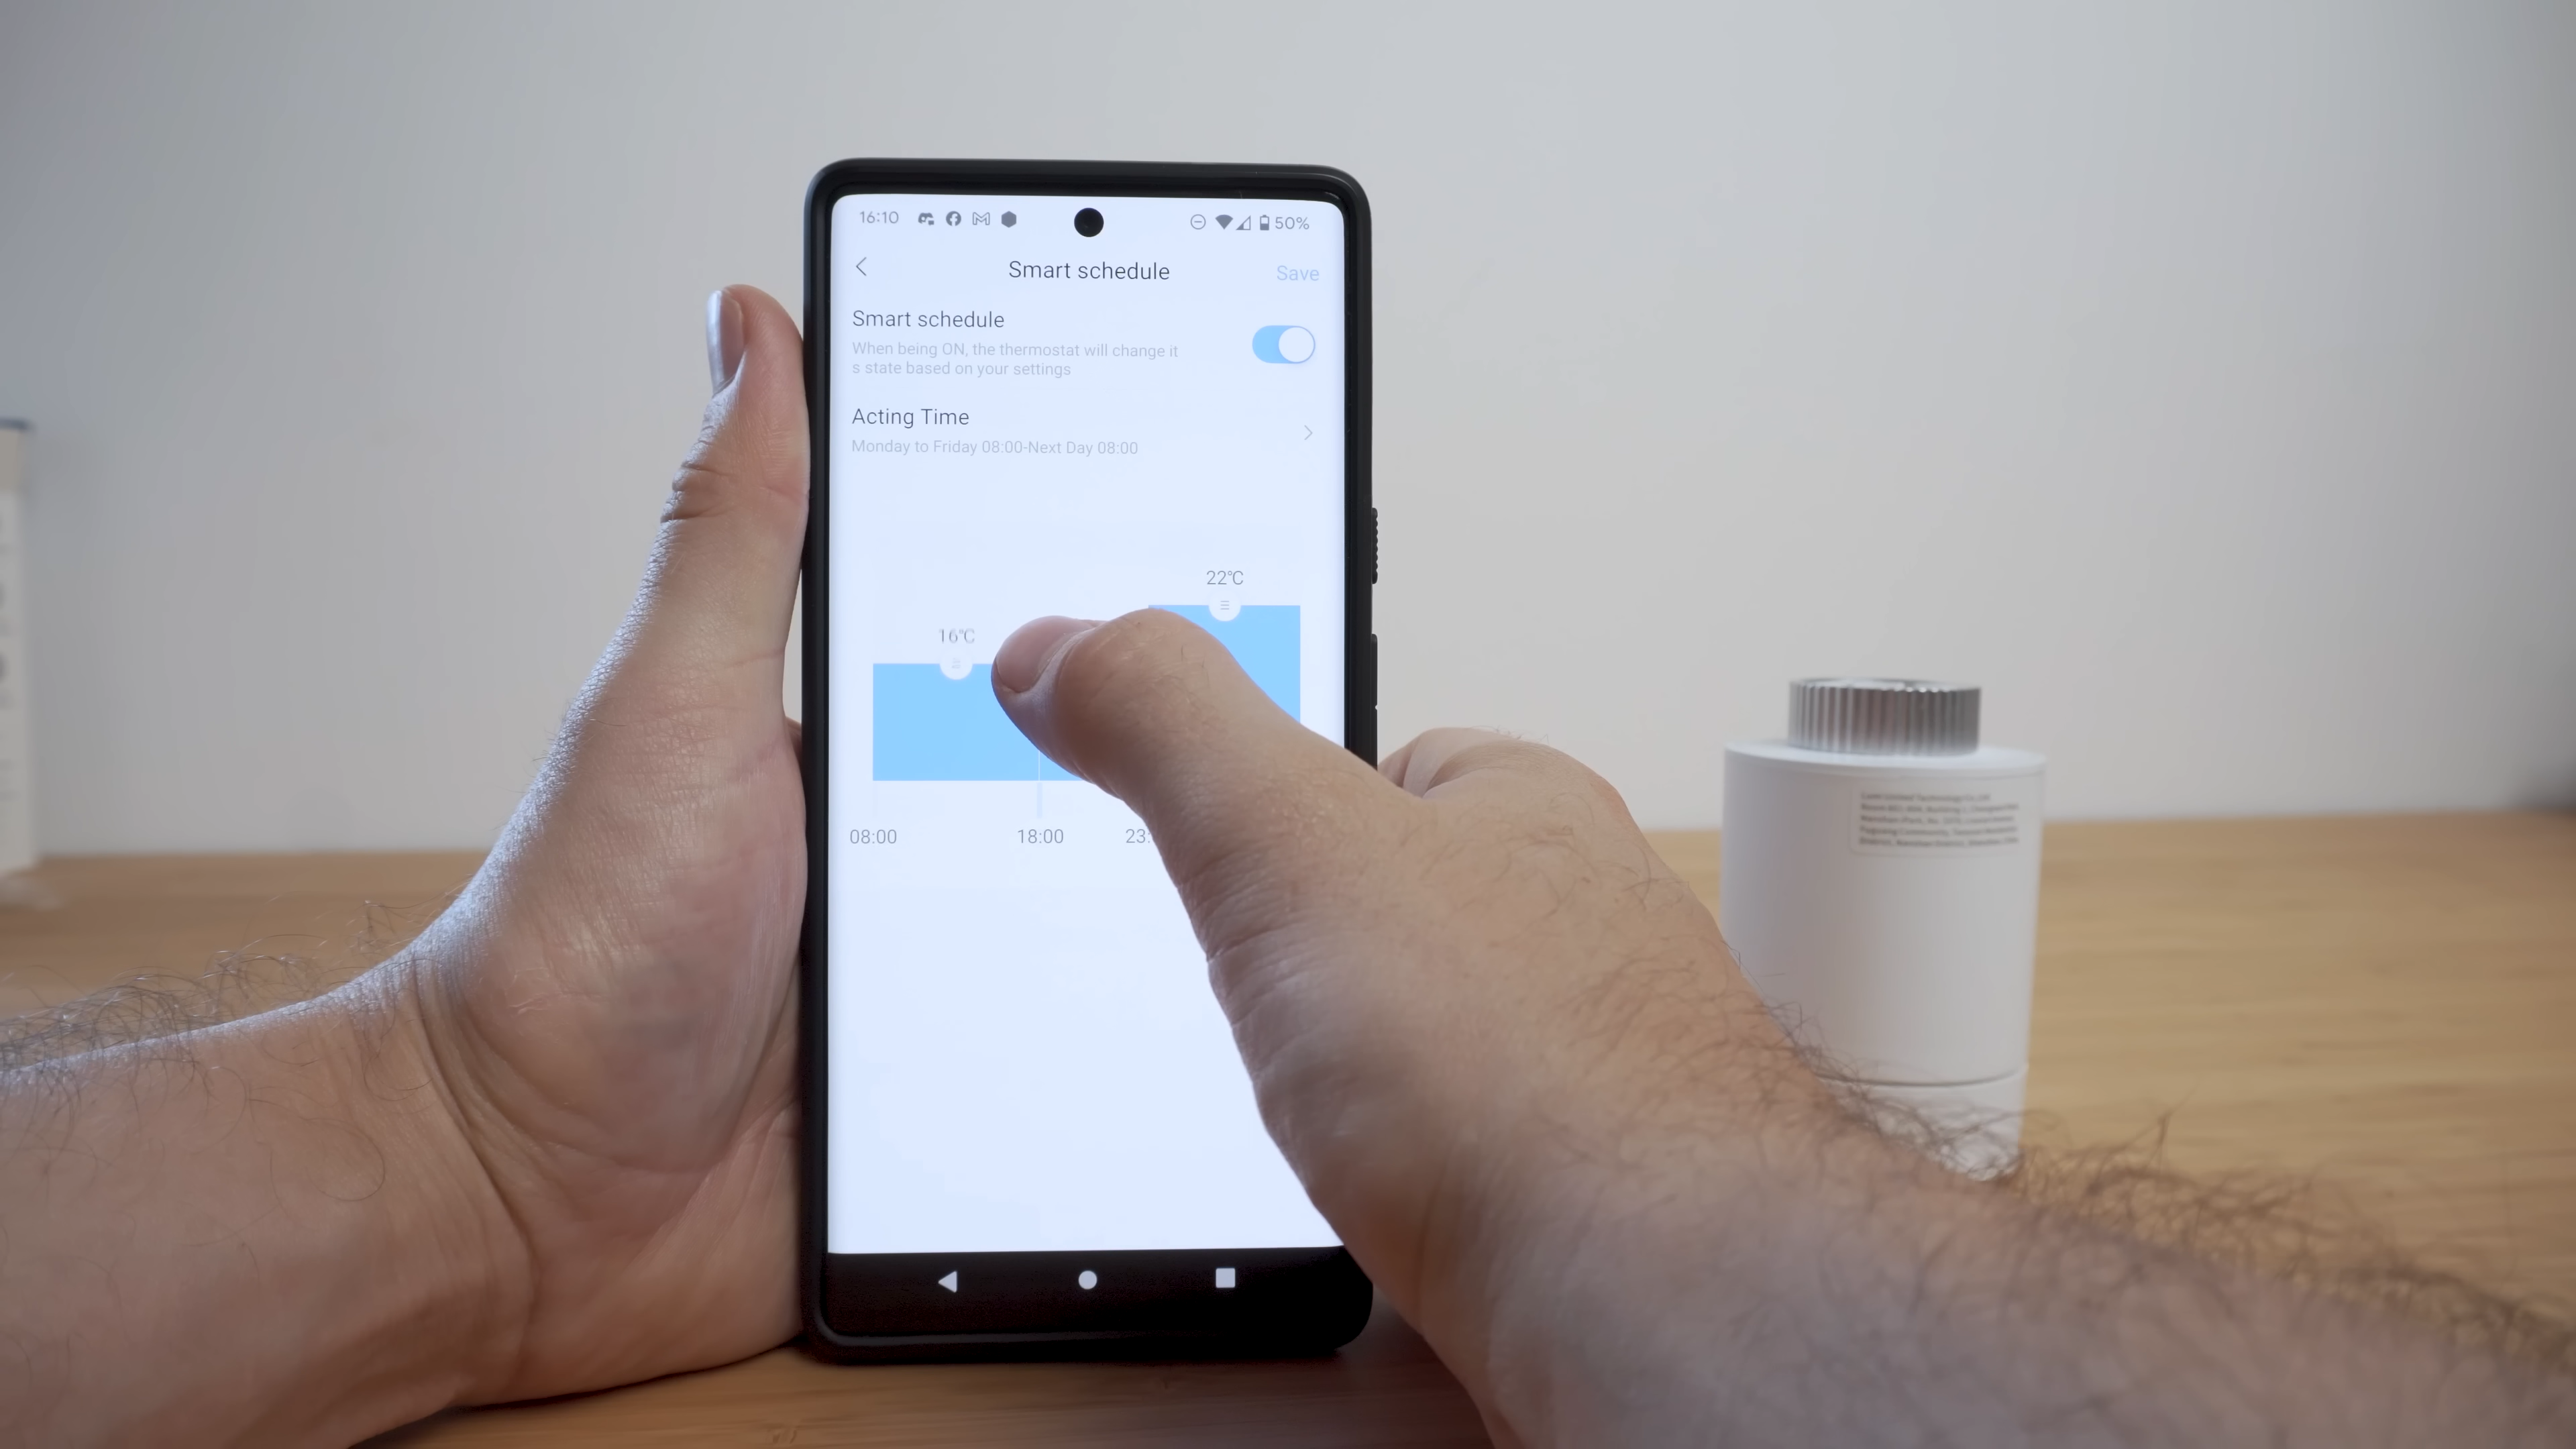 16:10
50%
Smart schedule
Save
Smart schedule
When being ON, the thermostat will change it
s state based on your settings
Acting Time
Monday to Friday 08:00-Next Day 08:00
22℃
16℃
08:00
18:00
23: